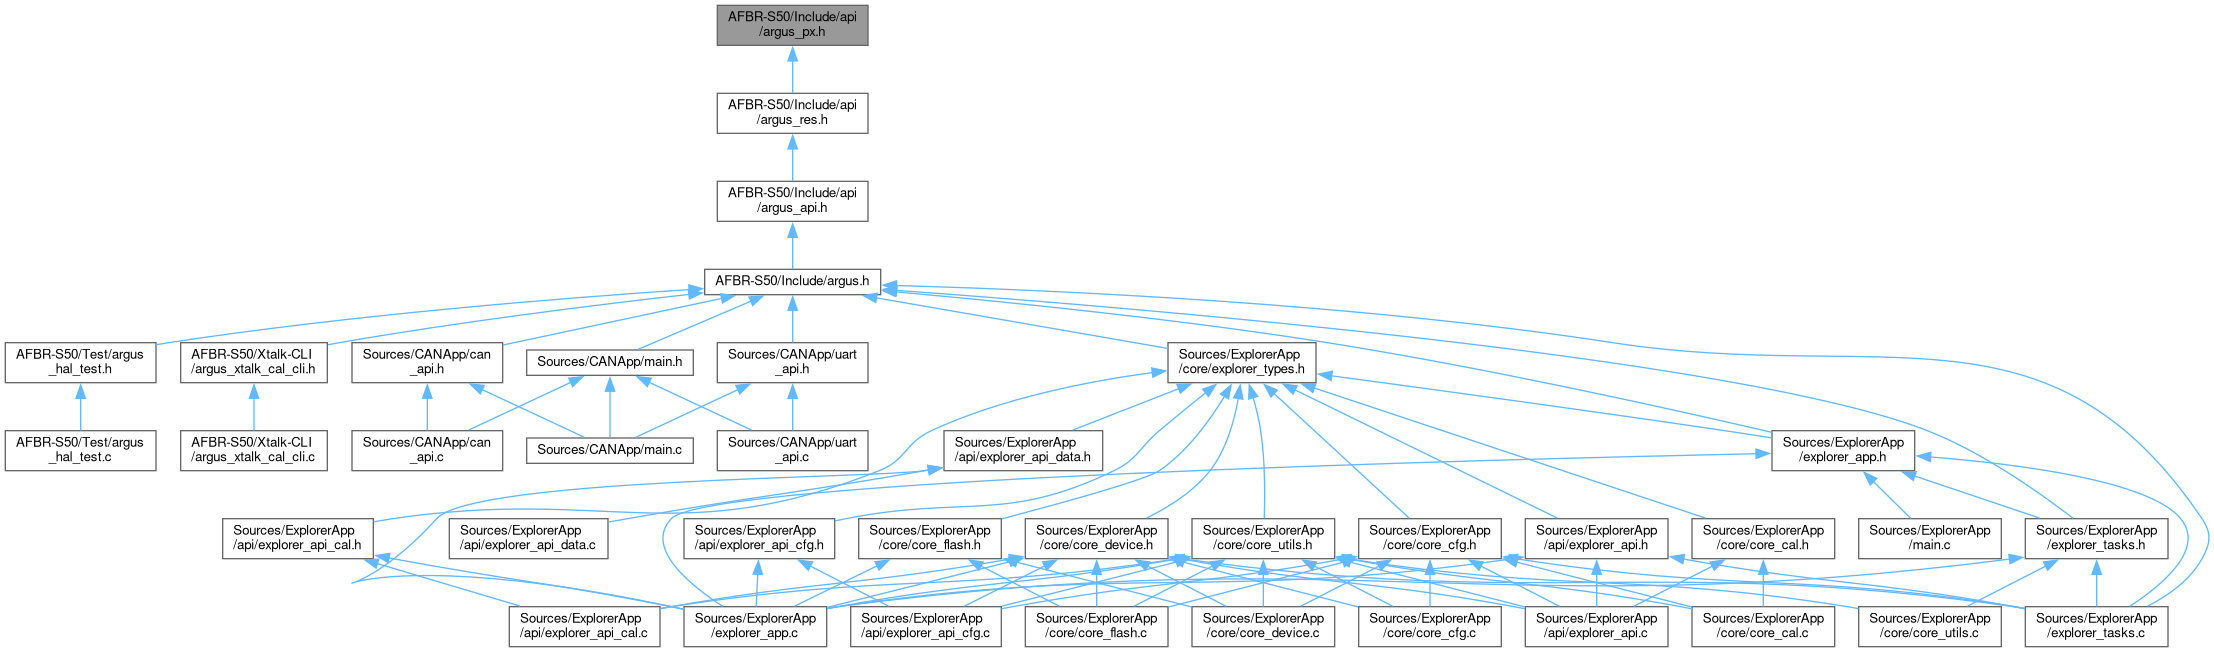 AFBR-S50/Include/api
/argus_px.h
AFBR-S50/Include/api
/argus_res.h
AFBR-S50/Include/api
/argus_api.h
AFBR-S50/Include/argus.h
AFBR-S50/Test/argus
_hal_test.h
AFBR-S50/Xtalk-CLI
/argus_xtalk_cal_cli.h
Sources/CANApp/can
_api.h
Sources/CANApp/main.h
Sources/CANApp/uart
_api.h
Sources/ExplorerApp
/core/explorer_types.h
AFBR-S50/Test/argus
_hal_test.c
AFBR-S50/Xtalk-CLI
/argus_xtalk_cal_cli.c
Sources/CANApp/can
_api.c
Sources/CANApp/main.c
Sources/CANApp/uart
_api.c
Sources/ExplorerApp
/api/explorer_api_data.h
Sources/ExplorerApp
/explorer_app.h
Sources/ExplorerApp
/api/explorer_api_cal.h
Sources/ExplorerApp
/api/explorer_api_data.c
Sources/ExplorerApp
/api/explorer_api_cfg.h
Sources/ExplorerApp
/core/core_flash.h
Sources/ExplorerApp
/core/core_device.h
Sources/ExplorerApp
/core/core_utils.h
Sources/ExplorerApp
/core/core_cfg.h
Sources/ExplorerApp
/api/explorer_api.h
Sources/ExplorerApp
/core/core_cal.h
Sources/ExplorerApp
/main.c
Sources/ExplorerApp
/explorer_tasks.h
Sources/ExplorerApp
/api/explorer_api_cal.c
Sources/ExplorerApp
/explorer_app.c
Sources/ExplorerApp
/api/explorer_api_cfg.c
Sources/ExplorerApp
/core/core_flash.c
Sources/ExplorerApp
/core/core_device.c
Sources/ExplorerApp
/core/core_cfg.c
Sources/ExplorerApp
/api/explorer_api.c
Sources/ExplorerApp
/core/core_cal.c
Sources/ExplorerApp
/core/core_utils.c
Sources/ExplorerApp
/explorer_tasks.c